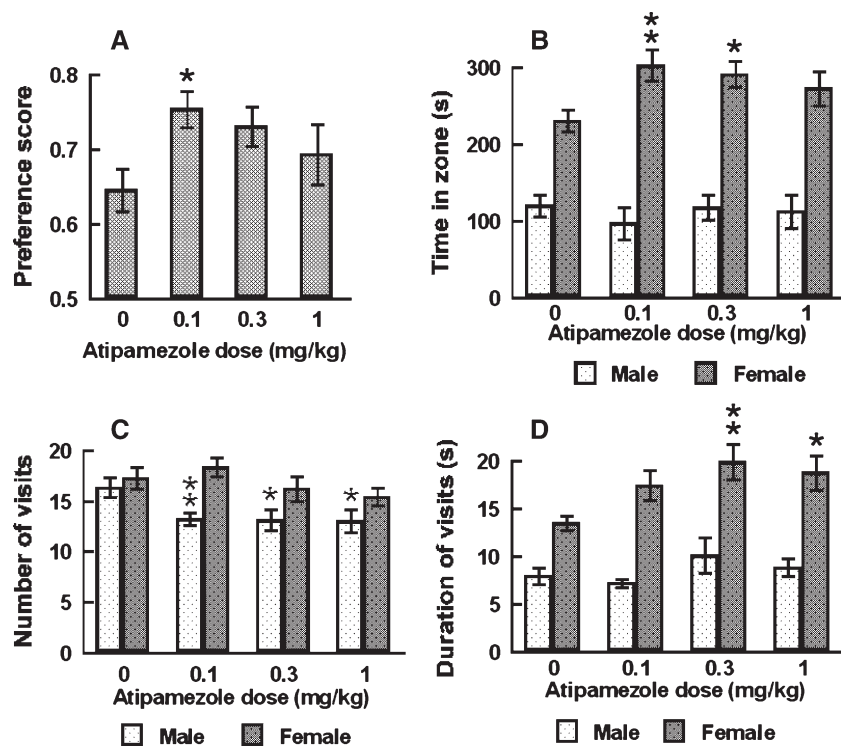 A
Preference score
0.8
0.7
0.6
0.5
*
0 0.1 0.3 1
Atipamezole dose (mg/kg)
B
Time in zone (s)
300
200
100
0
** *
0 0.1 0.3 1
Atipamezole dose (mg/kg)
Male Female
C
Number of visits
20
15
10
5
0
** * *
0 0.1 0.3 1
Atipamezole dose (mg/kg)
Male Female
D
Duration of visits (s)
20
15
10
5
0
** *
0 0.1 0.3 1
Atipamezole dose (mg/kg)
Male Female